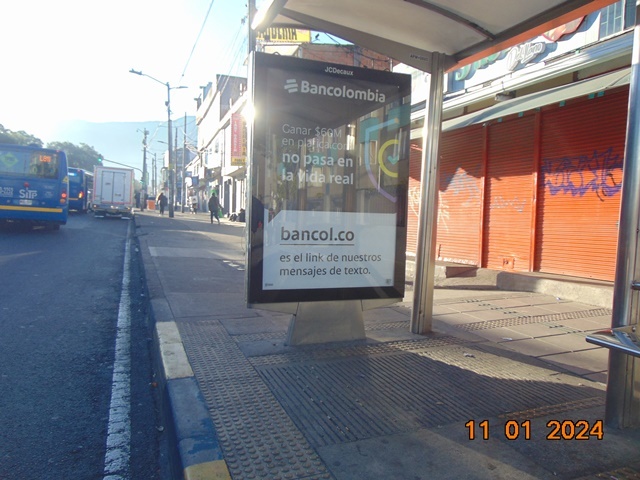 JCDecaux
Bancolombia
Ganar $60M
no pasa en
la vida real
bancol.co
es el link de nuestros
mensajes de texto.
11 01 2024